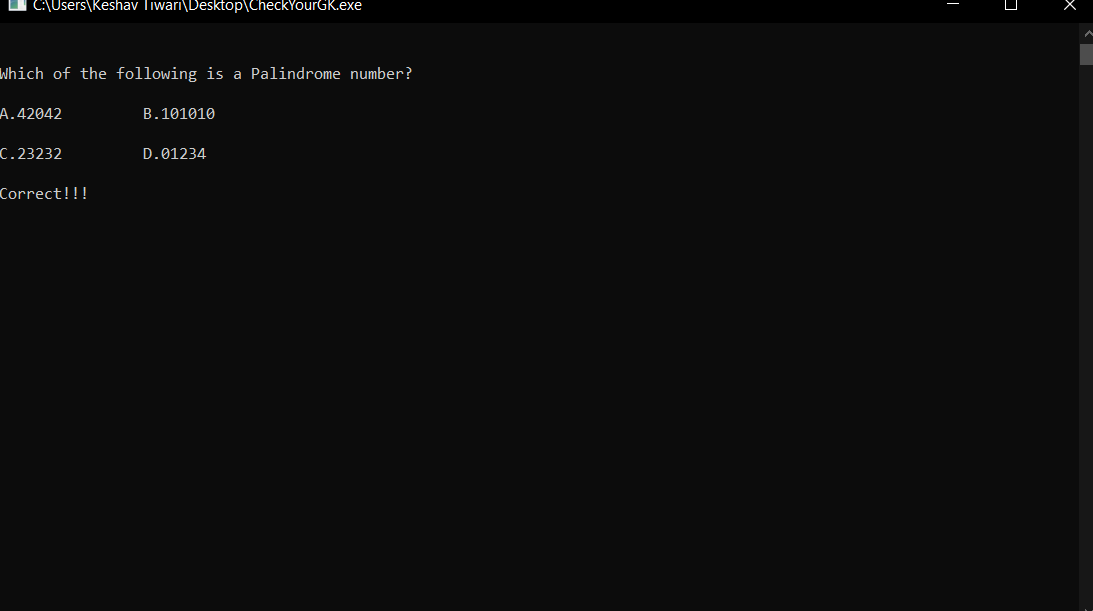 C:\Users\Keshav Tiwari\Desktop\CheckYourGK.exe
Which of the following is a Palindrome number?
A.42042 B.101010
C.23232 D.01234
Correct!!!